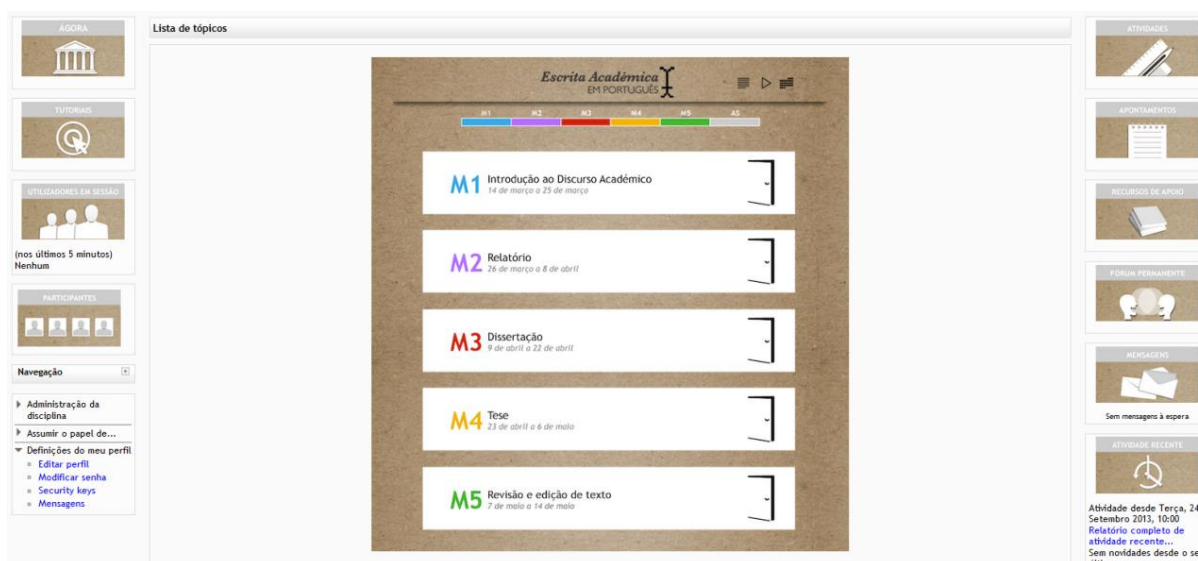 ÁGORA
TUTORIAIS
UTILIZADORES EM SESSÃO
(nos últimos 5 minutos)
Nenhum
PARTICIPANTES
Navegação
Administração da
disciplina
Assumir o papel de...
Definições do meu perfil
Editar perfil
Modificar senha
Security keys
Mensagens
Lista de tópicos
Escrita Académica
EM PORTUGUÊS
M1 M2 M3 M4 M5 AS
M1 Introdução ao Discurso Académico
14 de março a 25 de março
M2 Relatório
26 de março a 8 de abril
M3 Dissertação
9 de abril a 22 de abril
M4 Tese
23 de abril a 6 de maio
M5 Revisão e edição de texto
7 de maio a 14 de maio
ATIVIDADES
APONTAMENTOS
RECURSOS DE APOIO
FÓRUM PERMANENTE
MENSAGENS
Sem mensagens à espera
ATIVIDADE RECENTE
Atividade desde Terça, 24
Setembro 2013, 10:00
Relatório completo de
atividade recente...
Sem novidades desde o se